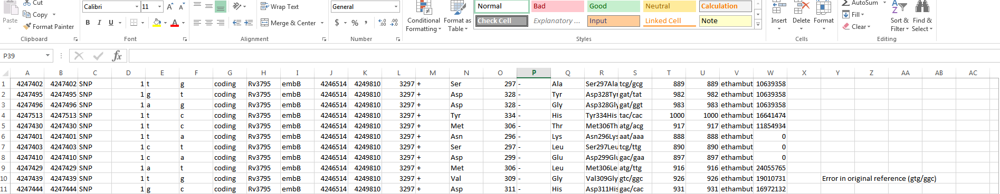 Cut
Copy
Format Painter
Paste
Clipboard
Calibri 11 A A
B I U A
Font
Wrap Text
Merge & Center
Alignment
General
$ % , .0 .00 .00 .0
Number
Conditional Formatting
Format as Table
Normal Bad Good Neutral Calculation
Check Cell Explanatory ... Input Linked Cell Note
Styles
Insert Delete Format
Cells
AutoSum
Fill
Clear
Sort & Filter
Find & Select
Editing
P39 fx
A B C D E F G H I J K L M N O P Q R S T U V W X Y Z AA AB AC
1 4247402 4247402 SNP 1 t g coding Rv3795 embB 4246514 4249810 3297 + Ser 297 - Ala Ser297Ala tcg/gcg 889 889 ethambut 10639358
2 4247495 4247495 SNP 1 g t coding Rv3795 embB 4246514 4249810 3297 + Asp 328 - Tyr Asp328Tyr gat/tat 982 982 ethambut 10639358
3 4247496 4247496 SNP 1 a g coding Rv3795 embB 4246514 4249810 3297 + Asp 328 - Gly Asp328Gly gat/ggt 983 983 ethambut 10639358
4 4247513 4247513 SNP 1 t c coding Rv3795 embB 4246514 4249810 3297 + Tyr 334 - His Tyr334His tac/cac 1000 1000 ethambut 16641474
5 4247430 4247430 SNP 1 t c coding Rv3795 embB 4246514 4249810 3297 + Met 306 - Thr Met306Th atg/acg 917 917 ethambut 11854934
6 4247401 4247401 SNP 1 t a coding Rv3795 embB 4246514 4249810 3297 + Asn 296 - Lys Asn296Lys aat/aaa 888 888 ethambut 0
7 4247403 4247403 SNP 1 c t coding Rv3795 embB 4246514 4249810 3297 + Ser 297 - Leu Ser297Leu tcg/ttg 890 890 ethambut 0
8 4247410 4247410 SNP 1 c a coding Rv3795 embB 4246514 4249810 3297 + Asp 299 - Glu Asp299Glu gac/gaa 897 897 ethambut 0
9 4247429 4247429 SNP 1 a t coding Rv3795 embB 4246514 4249810 3297 + Met 306 - Leu Met306Le atg/ttg 916 916 ethambut 24055765
10 4247439 4247439 SNP 1 t g coding Rv3795 embB 4246514 4249810 3297 + Val 309 - Gly Val309Gly gtc/ggc 926 926 ethambut 19010731 Error in original reference (gtg/ggc)
11 4247444 4247444 SNP 1 g c coding Rv3795 embB 4246514 4249810 3297 + Asp 311 - His Asp311His gac/cac 931 931 ethambut 16972132